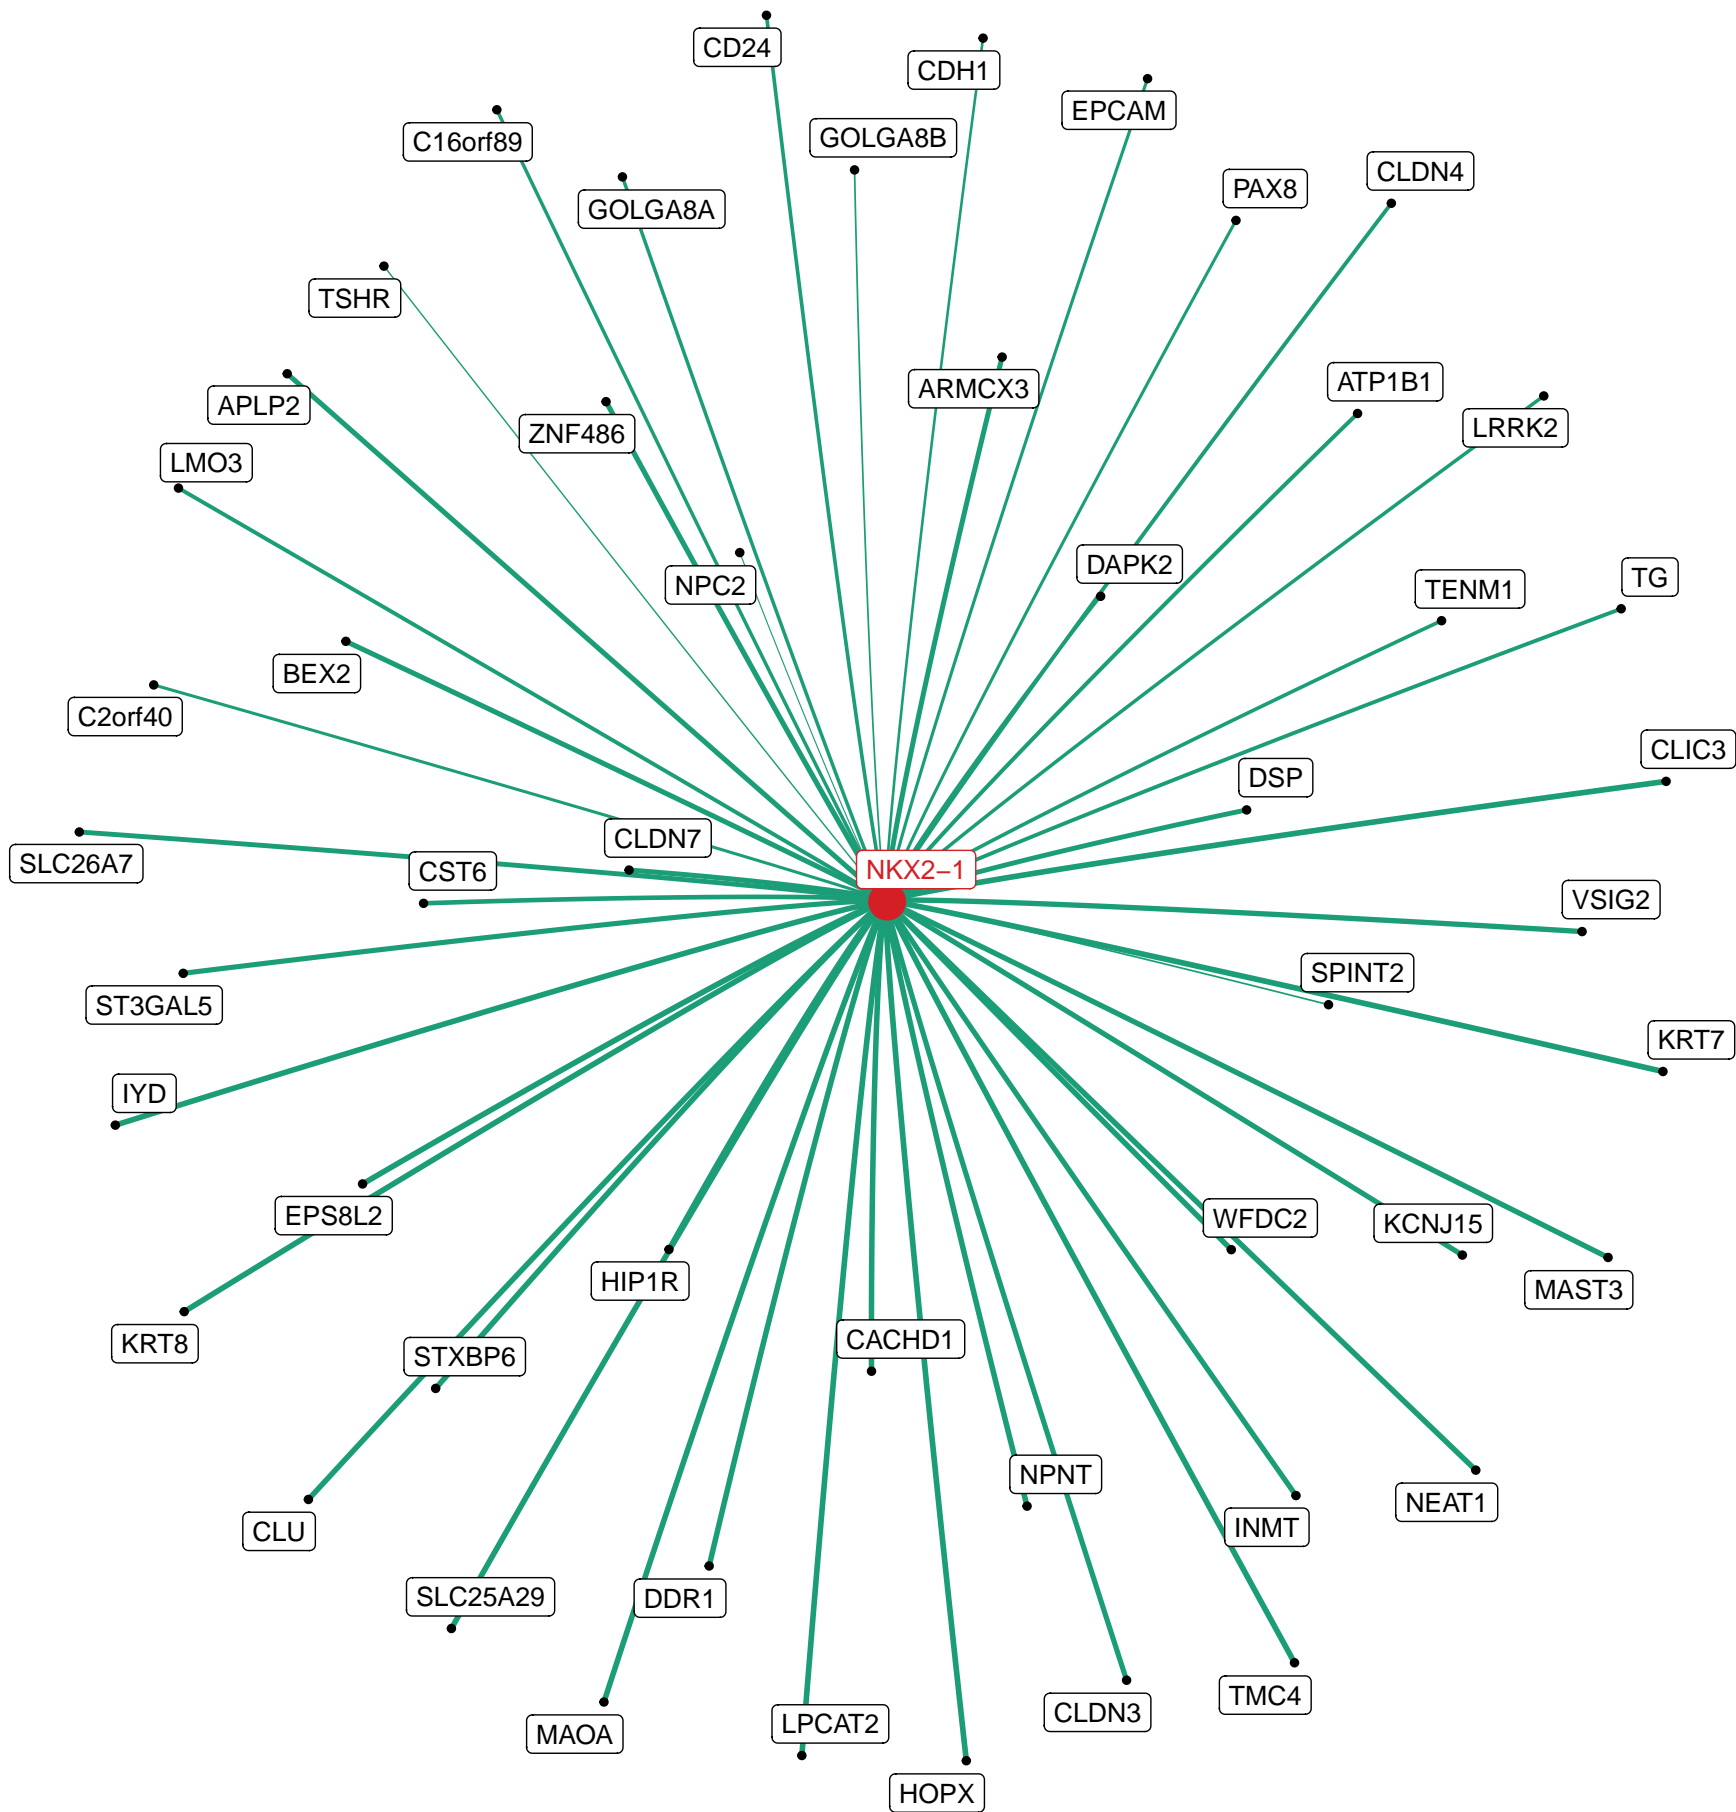 CD24
CDH1
EPCAM
C16orf89
GOLGA8B
CLDN4
PAX8
GOLGA8A
TSHR
ATP1B1
ARMCX3
APLP2
LRRK2
ZNF486
LMO3
DAPK2
TG
NPC2
TENM1
BEX2
C2orf40
CLIC3
DSP
CLDN7
SLC26A7
CST6
NKX2–1
VSIG2
SPINT2
ST3GAL5
KRT7
IYD
EPS8L2
WFDC2
KCNJ15
HIP1R
MAST3
CACHD1
KRT8
STXBP6
NPNT
NEAT1
INMT
CLU
SLC25A29
DDR1
TMC4
CLDN3
LPCAT2
MAOA
HOPX